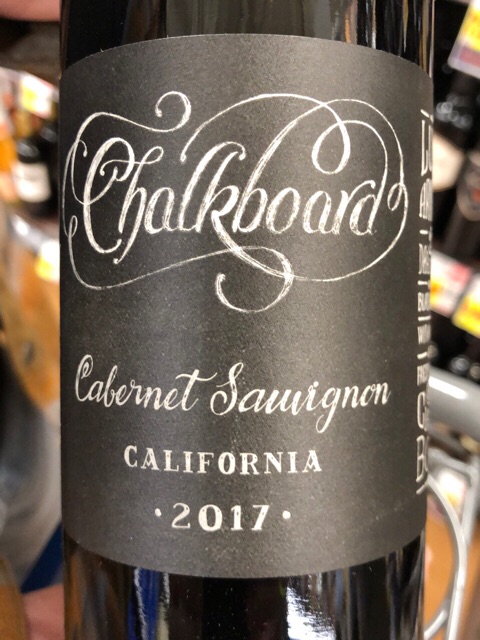 Chalkboard
Cabernet Sauvignon
CALIFORNIA
· 2017 ·